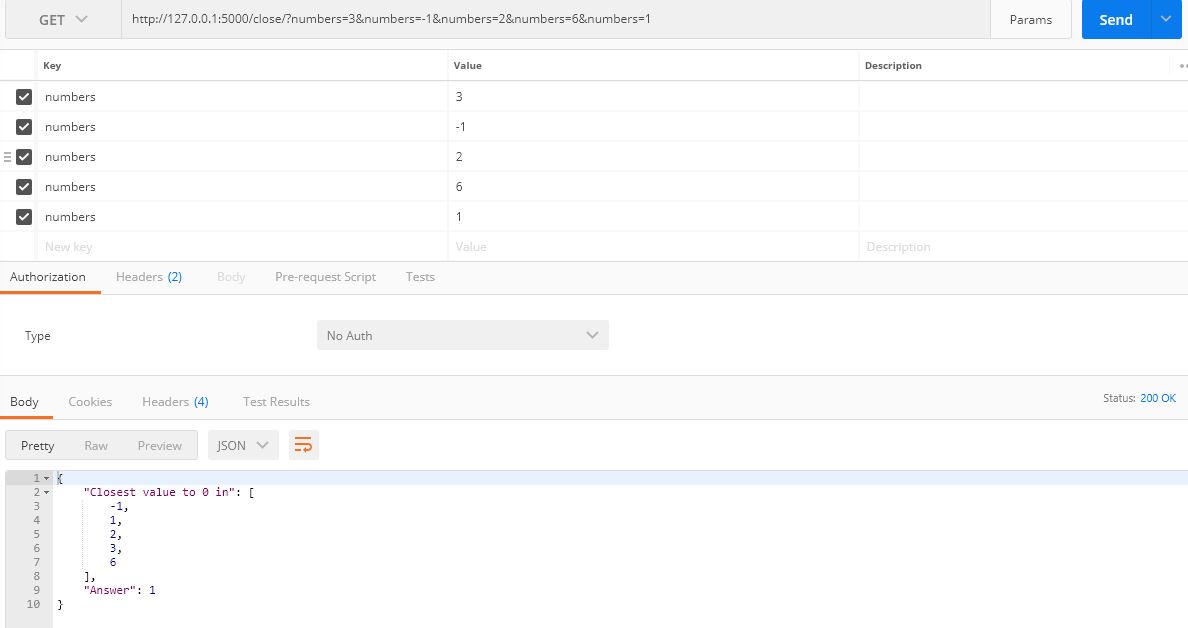 GET http://127.0.0.1:5000/close/?numbers=3&numbers=-1&numbers=2&numbers=6&numbers=1 Params Send
Key Value Description
numbers 3
numbers -1
numbers 2
numbers 6
numbers 1
New key Value Description
Authorization Headers (2) Body Pre-request Script Tests
Type No Auth
Body Cookies Headers (4) Test Results Status: 200 OK
Pretty Raw Preview JSON
1 {
2 "Closest value to 0 in": [
3 -1,
4 1,
5 2,
6 3,
7 6
8 ],
9 "Answer": 1
10 }